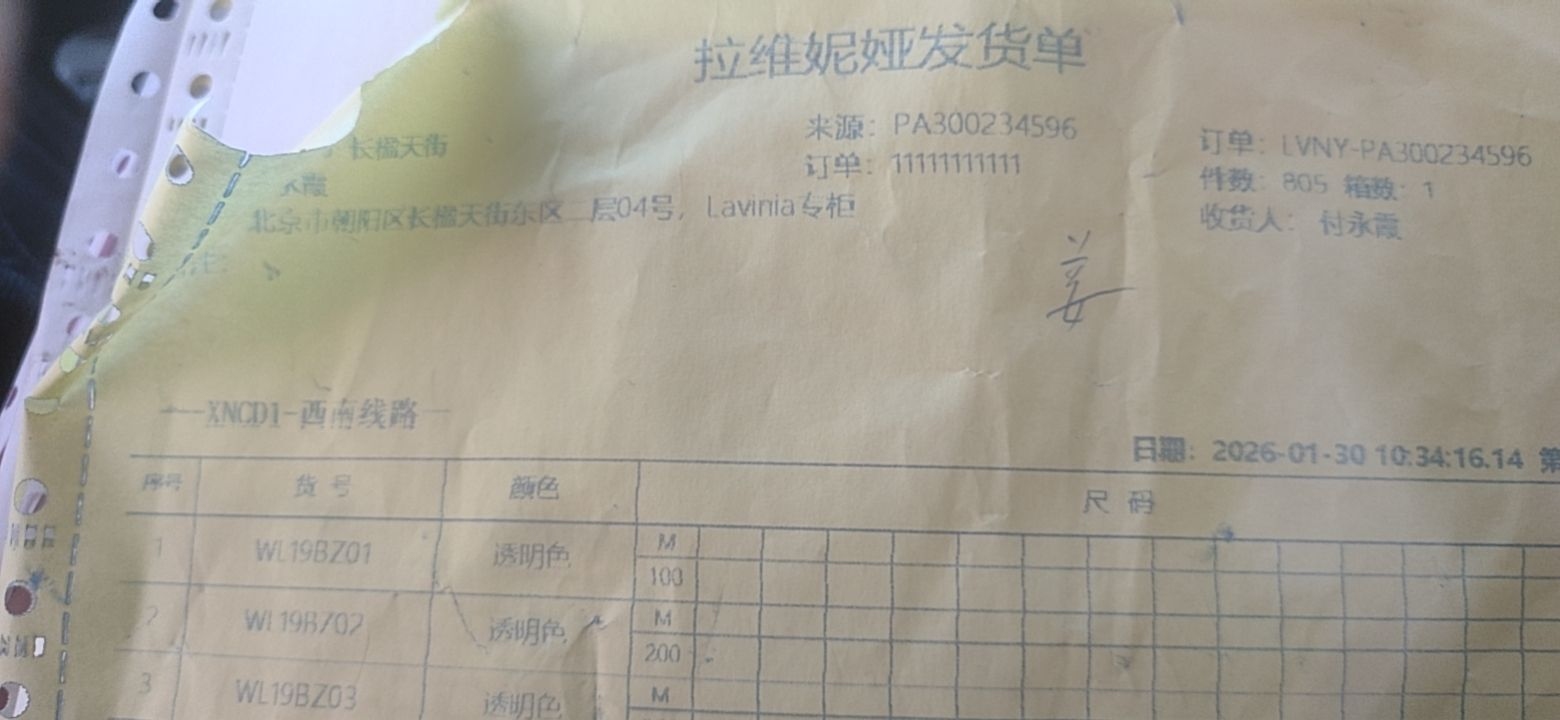 拉维妮娅发货单
来源：PA300234596
订单：LVNY-PA300234596
长楹天街
订单：11111111111
件数：805 箱数：1
永霞
北京市朝阳区长楹天街东区二层04号，Lavinia专柜
收货人：付永霞
姜
XNCD1-西南线路
日期：2026-01-30 10:34:16.14 第
序号 货号 颜色 尺码
1 WL19BZ01 透明色 M
100
2 WL19BZ02 透明色 M
200
3 WL19BZ03 透明色 M